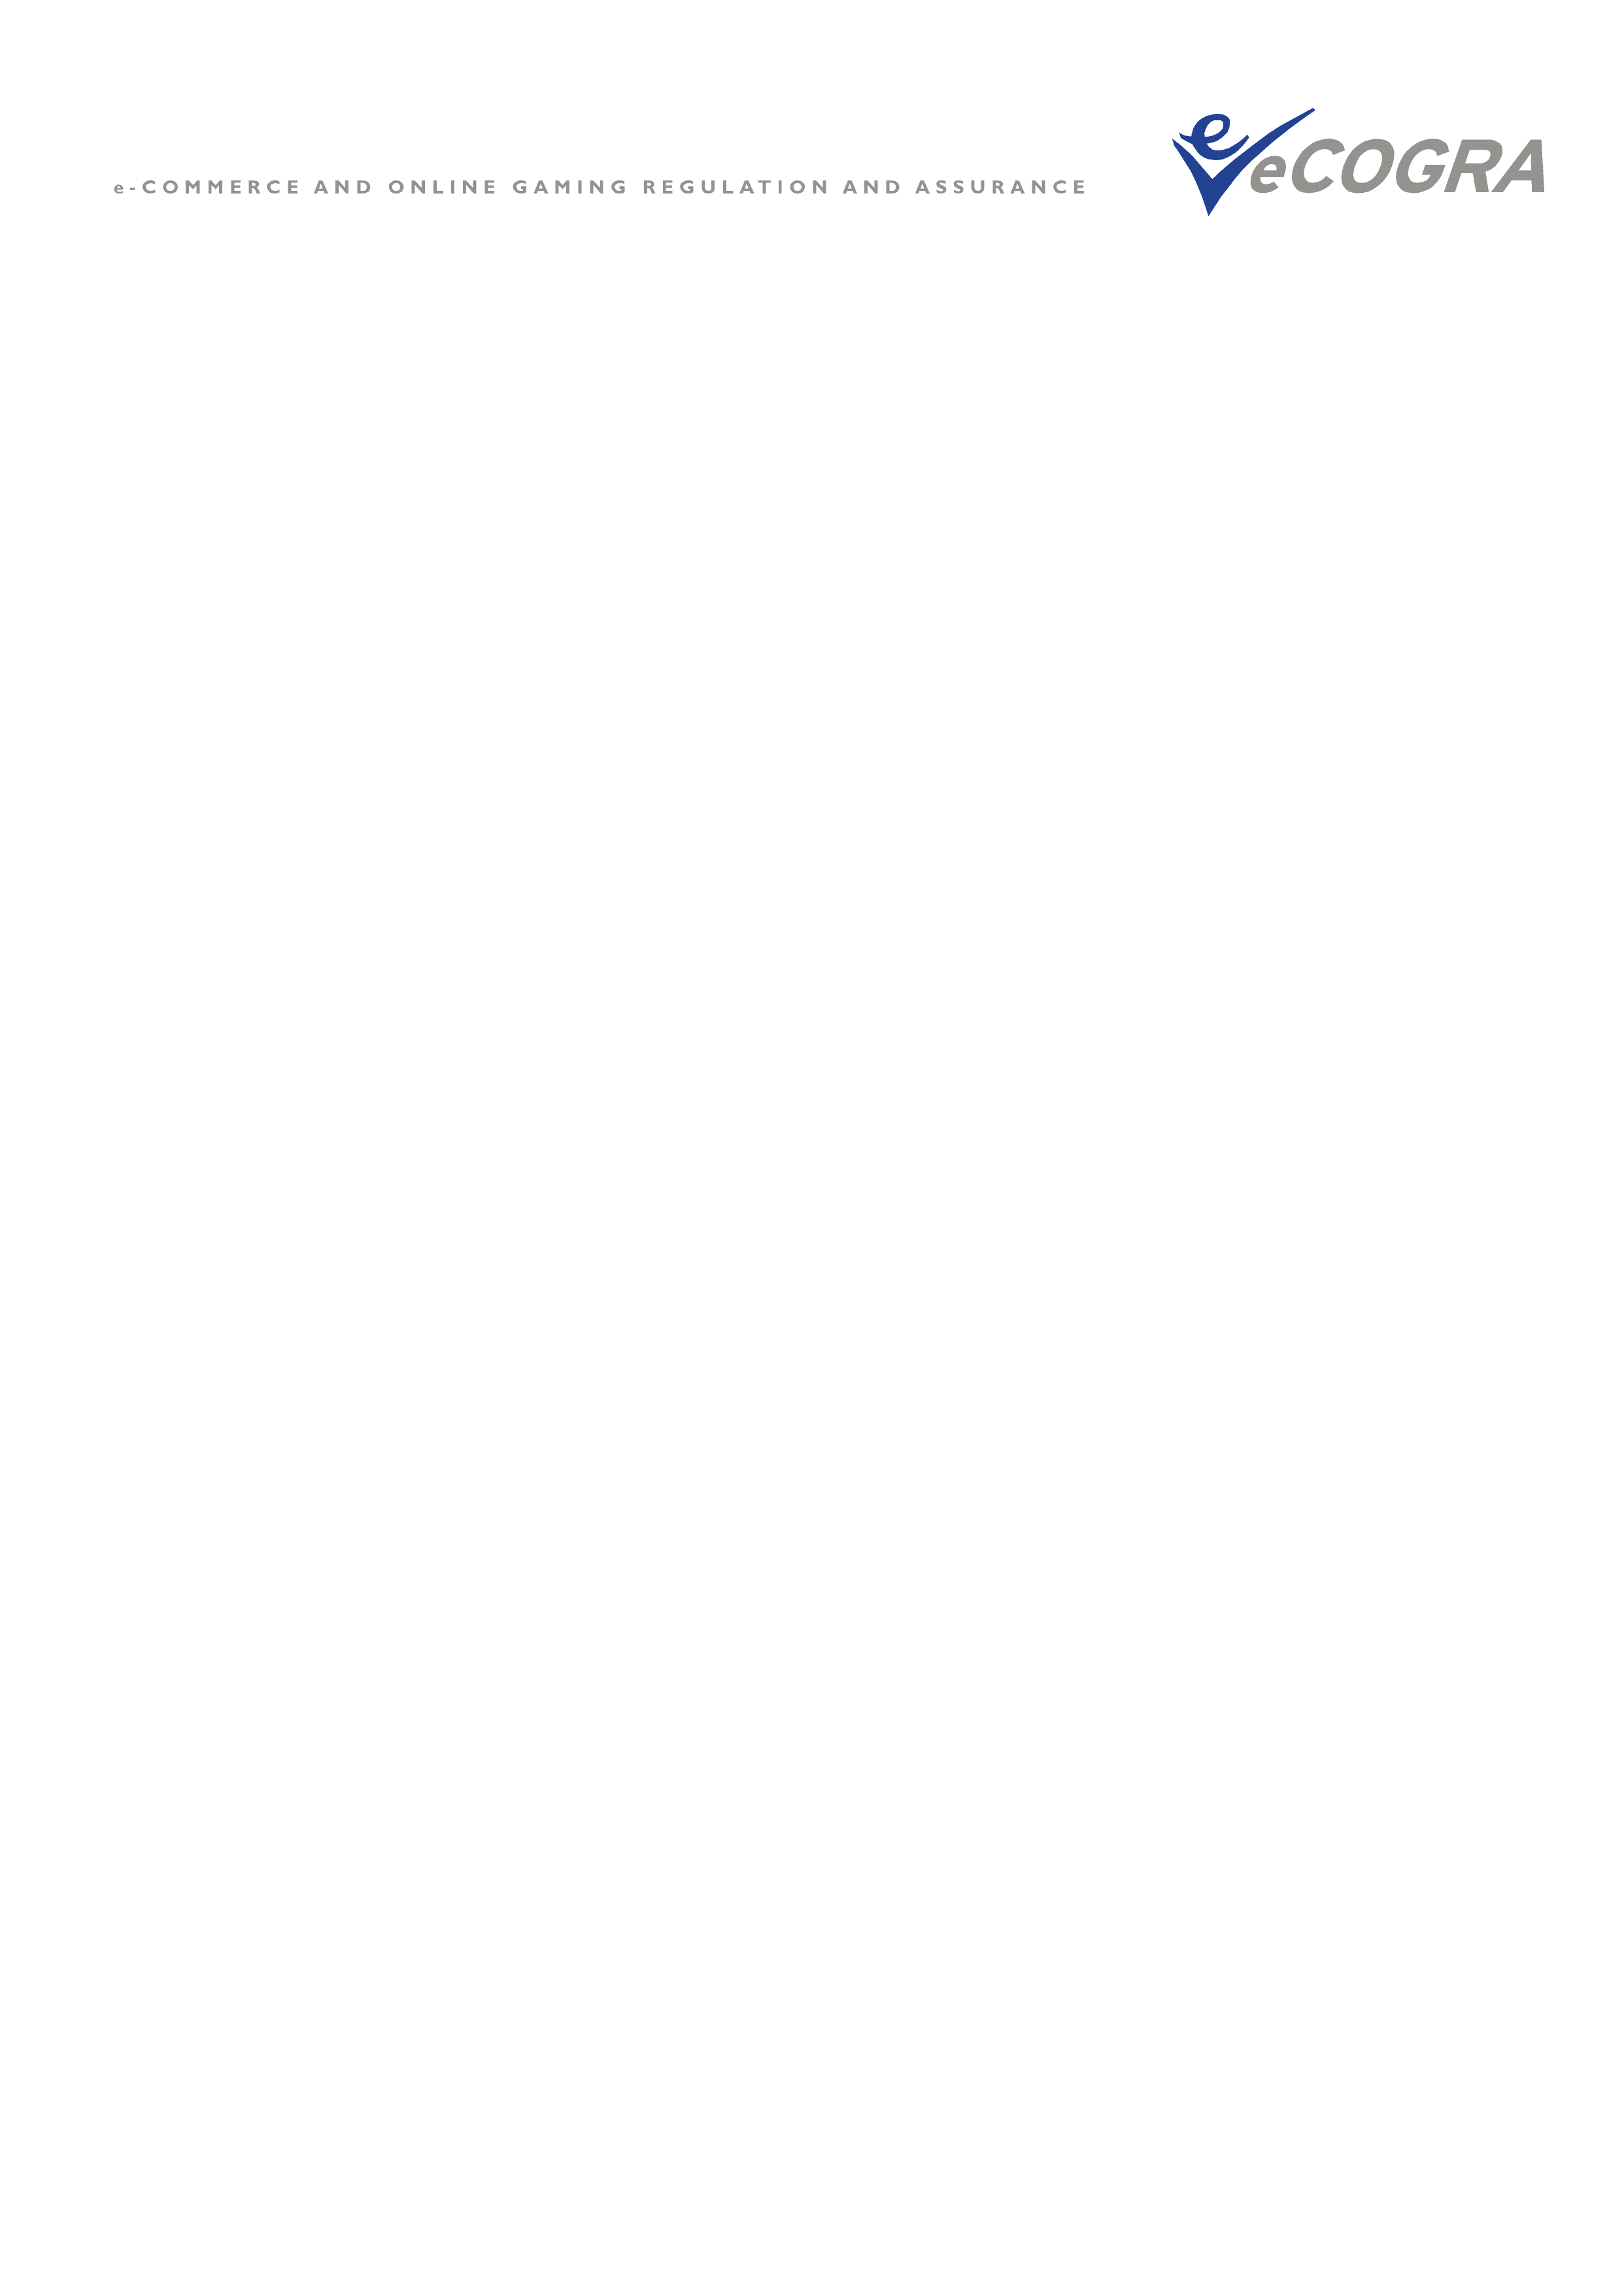 e-COMMERCE AND ONLINE GAMING REGULATION AND ASSURANCE
eCOGRA